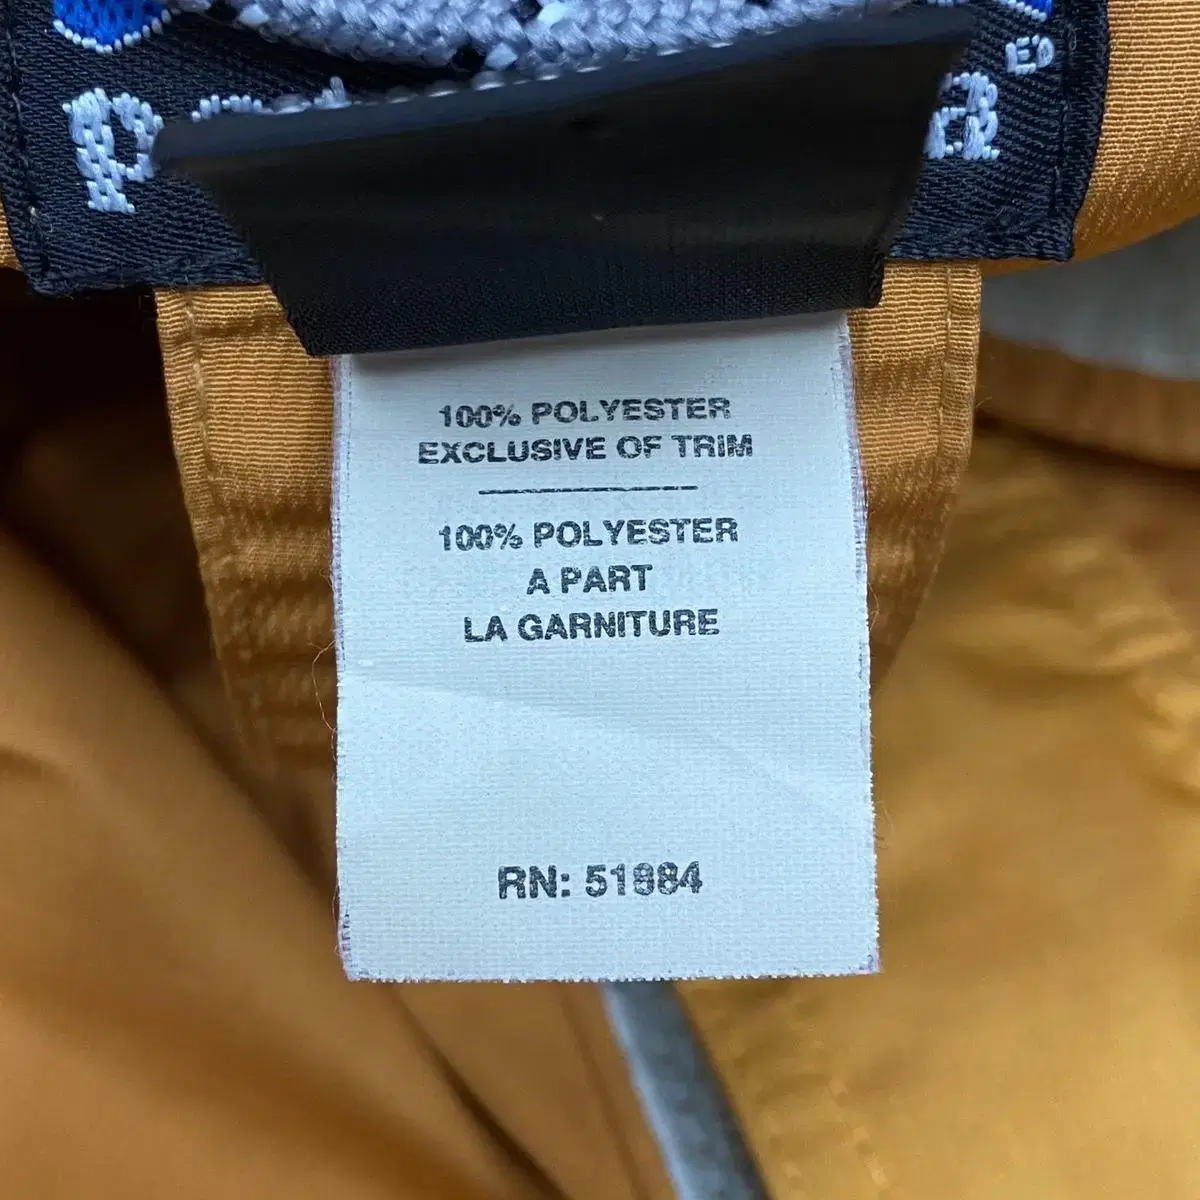 100% POLYESTER
EXCLUSIVE OF TRIM
100% POLYESTER
A PART
LA GARNITURE
RN: 51884